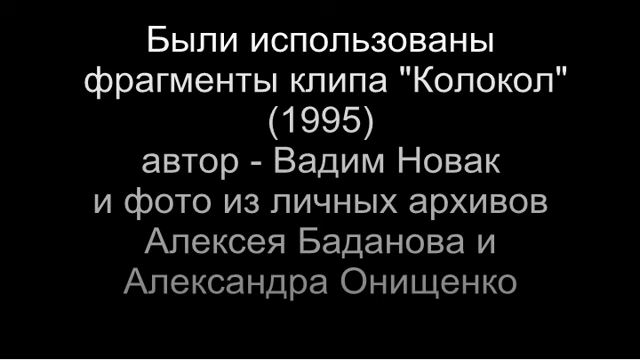 Были использованы
фрагменты клипа "Колокол"
(1995)
автор - Вадим Новак
и фото из личных архивов
Алексея Баданова и
Александра Онищенко